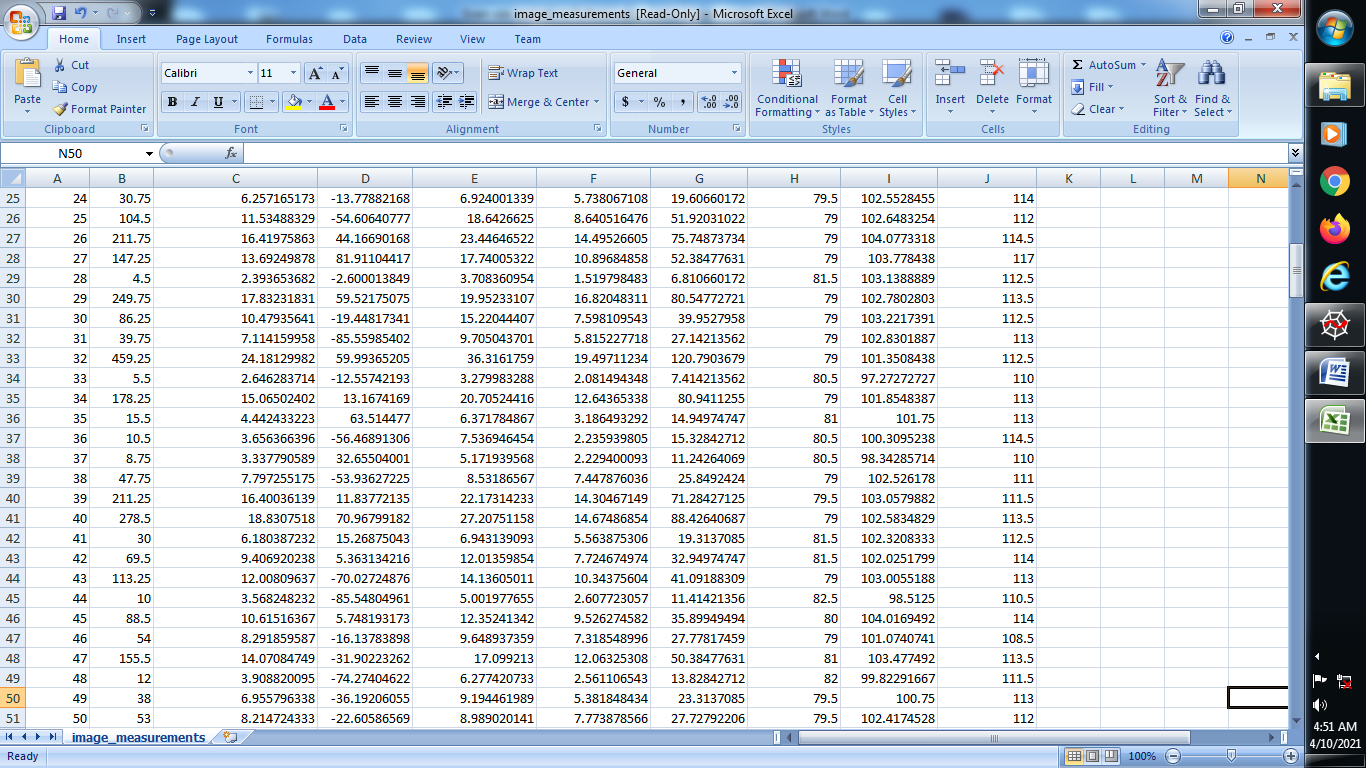 image_measurements [Read-Only] - Microsoft Excel
Home Insert Page Layout Formulas Data Review View Team
Cut Calibri 11 Wrap Text General AutoSum
Copy Fill
Paste Format Painter Merge & Center Conditional Formatting Format as Table Cell Styles Insert Delete Format Clear Sort & Filter Find & Select
Clipboard Font Alignment Number Styles Cells Editing
N50 fx
A B C D E F G H I J K L M N
25 24 30.75 6.257165173 -13.77882168 6.924001339 5.738067108 19.60660172 79.5 102.5528455 114
26 25 104.5 11.53488329 -54.60640777 18.6426625 8.640516476 51.92031022 79 102.6483254 112
27 26 211.75 16.41975863 44.16690168 23.44646522 14.49526605 75.74873734 79 104.0773318 114.5
28 27 147.25 13.69249878 81.91104417 17.74005322 10.89684858 52.38477631 79 103.778438 117
29 28 4.5 2.393653682 -2.600013849 3.708360954 1.519798483 6.810660172 81.5 103.1388889 112.5
30 29 249.75 17.83231831 59.52175075 19.95233107 16.82048311 80.54772721 79 102.7802803 113.5
31 30 86.25 10.47935641 -19.44817341 15.22044407 7.598109543 39.9527958 79 103.2217391 112.5
32 31 39.75 7.114159958 -85.55985402 9.705043701 5.815227718 27.14213562 79 102.8301887 113
33 32 459.25 24.18129982 59.99365205 36.3161759 19.49711234 120.7903679 79 101.3508438 112.5
34 33 5.5 2.646283714 -12.55742193 3.279983288 2.081494348 7.414213562 80.5 97.27272727 110
35 34 178.25 15.06502402 13.1674169 20.70524416 12.64365338 80.9411255 79 101.8548387 113
36 35 15.5 4.442433223 63.514477 6.371784867 3.186493292 14.94974747 81 101.75 113
37 36 10.5 3.656366396 -56.46891306 7.536946454 2.235939805 15.32842712 80.5 100.3095238 114.5
38 37 8.75 3.337790589 32.65504001 5.171939568 2.229400093 11.24264069 80.5 98.34285714 110
39 38 47.75 7.797255175 -53.93627225 8.53186567 7.447876036 25.8492424 79 102.526178 111
40 39 211.25 16.40036139 11.83772135 22.17314233 14.30467149 71.28427125 79.5 103.0579882 111.5
41 40 278.5 18.8307518 70.96799182 27.20751158 14.67486854 88.42640687 79 102.5834829 113.5
42 41 30 6.180387232 15.26875043 6.943139093 5.563875306 19.3137085 81.5 102.3208333 112.5
43 42 69.5 9.406920238 5.363134216 12.01359854 7.724674974 32.94974747 81.5 102.0251799 114
44 43 113.25 12.00809637 -70.02724876 14.13605011 10.34375604 41.09188309 79 103.0055188 113
45 44 10 3.568248232 -85.54804961 5.001977655 2.607723057 11.41421356 82.5 98.5125 110.5
46 45 88.5 10.61516367 5.748193173 12.35241342 9.526274582 35.89949494 80 104.0169492 114
47 46 54 8.291859587 -16.13783898 9.648937359 7.318548996 27.77817459 79 101.0740741 108.5
48 47 155.5 14.07084749 -31.90223262 17.099213 12.06325308 50.38477631 81 103.477492 113.5
49 48 12 3.908820095 -74.27404622 6.277420733 2.561106543 13.82842712 82 99.82291667 111.5
50 49 38 6.955796338 -36.19206055 9.194461989 5.381848434 23.3137085 79.5 100.75 113
51 50 53 8.214724333 -22.60586569 8.989020141 7.773878566 27.72792206 79.5 102.4174528 112
image_measurements
Ready 100%
4:51 AM
4/10/2021